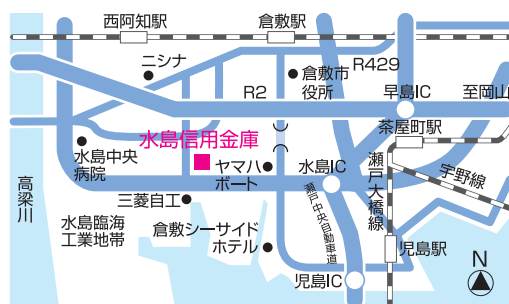 西阿知駅
倉敷駅
ニシナ
倉敷市
役所
R429
R2
早島IC
至岡山
茶屋町駅
水島信用金庫
水島中央
病院
ヤマハ
ボート
水島IC
瀬戸大橋線
宇野線
高梁川
三菱自工
瀬戸中央自動車道
水島臨海
工業地帯
倉敷シーサイド
ホテル
児島駅
児島IC
N